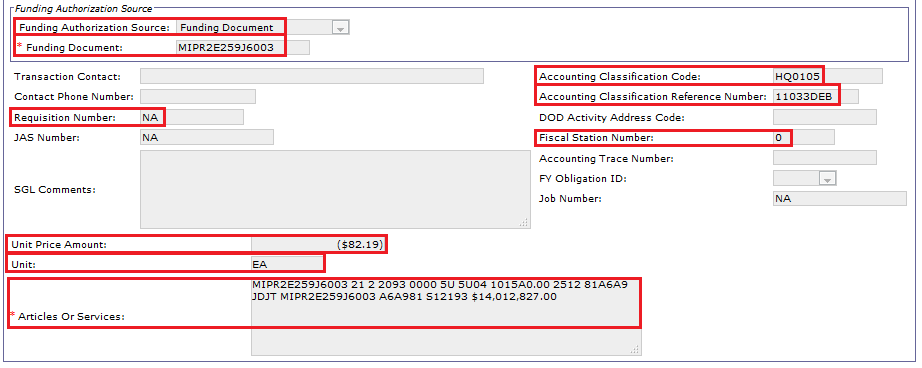 Funding Authorization Source
Funding Authorization Source: Funding Document
* Funding Document: MIPR2E259J6003
Transaction Contact:
Accounting Classification Code: HQ0105
Contact Phone Number:
Accounting Classification Reference Number: 11033DEB
Requisition Number: NA
DOD Activity Address Code:
JAS Number: NA
Fiscal Station Number: 0
Accounting Trace Number:
SGL Comments:
FY Obligation ID:
Job Number: NA
Unit Price Amount: ($82.19)
Unit: EA
* Articles Or Services:
MIPR2E259J6003 21 2 2093 0000 5U 5U04 1015A0.00 2512 81A6A9
JDJT MIPR2E259J6003 A6A981 S12193 $14,012,827.00